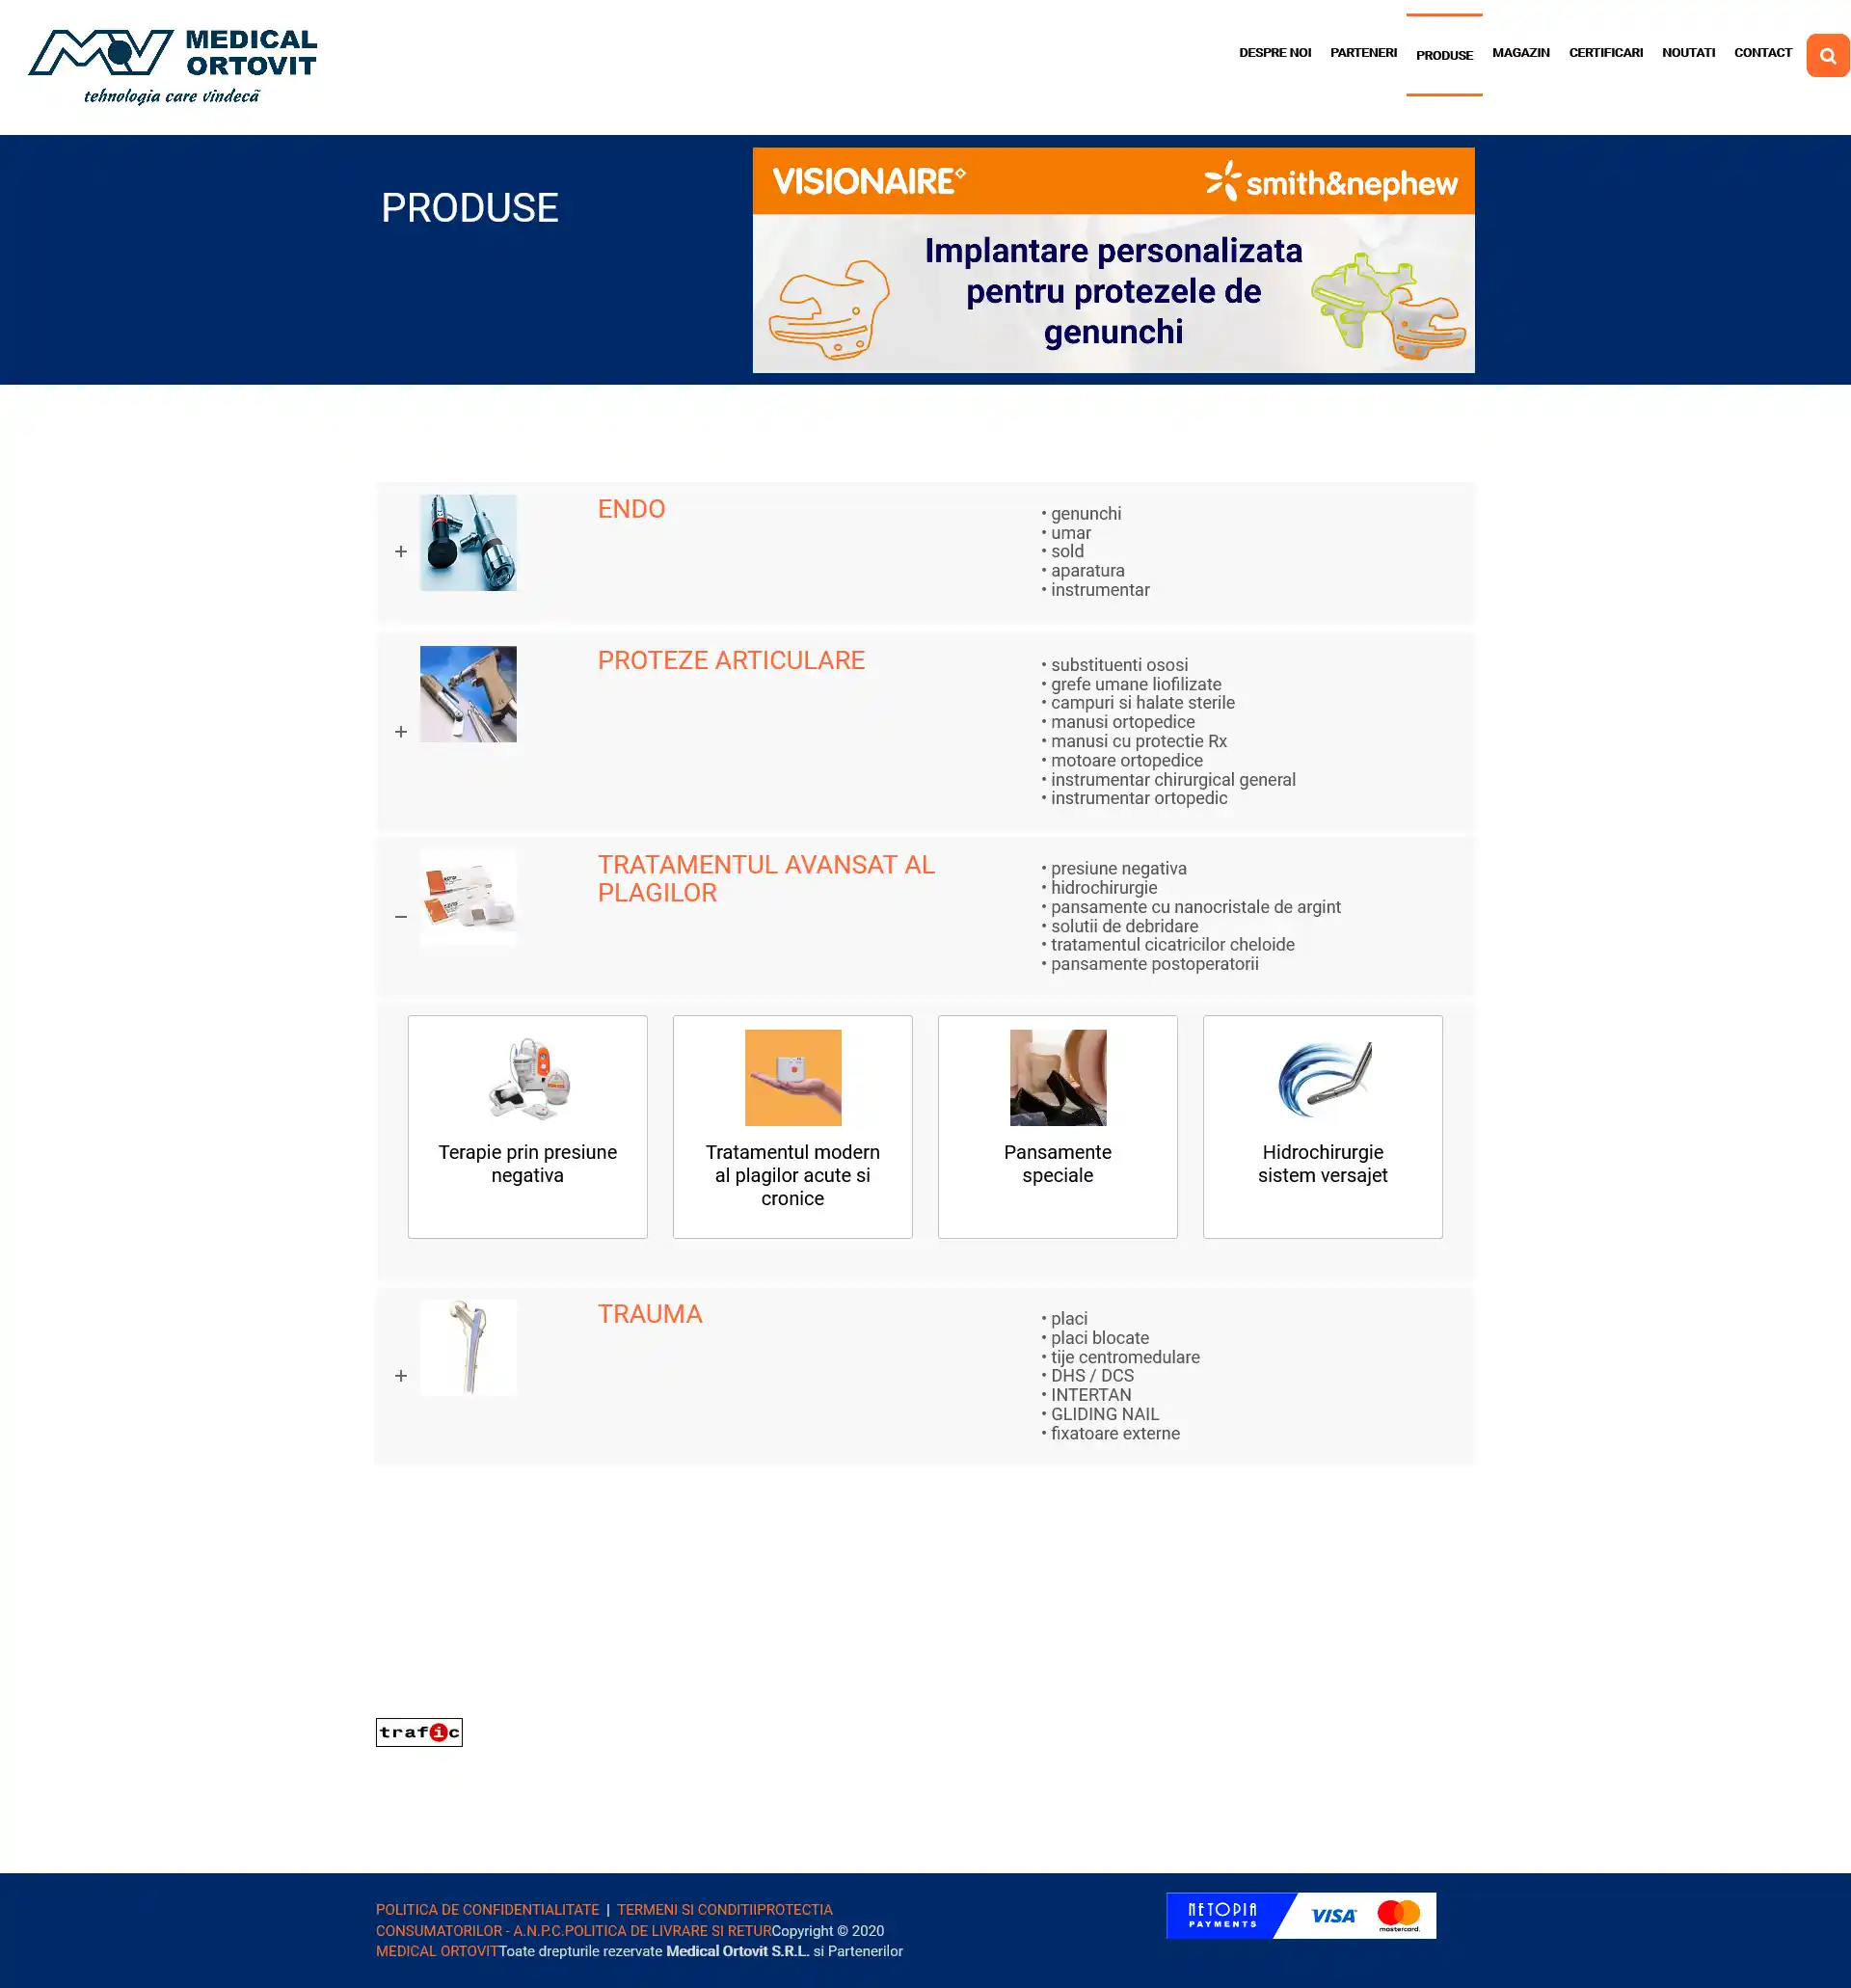 MEDICAL
ORTOVIT
tehnologia care vindecă
DESPRE NOI PARTENERI PRODUSE MAGAZIN CERTIFICARI NOUTATI CONTACT
PRODUSE
VISIONAIRE smith&nephew
Implantare personalizata
pentru protezele de
genunchi
ENDO
• genunchi
• umar
• sold
• aparatura
• instrumentar
PROTEZE ARTICULARE
• substituenti ososi
• grefe umane liofilizate
• campuri si halate sterile
• manusi ortopedice
• manusi cu protectie Rx
• motoare ortopedice
• instrumentar chirurgical general
• instrumentar ortopedic
TRATAMENTUL AVANSAT AL
PLAGILOR
• presiune negativa
• hidrochirurgie
• pansamente cu nanocristale de argint
• solutii de debridare
• tratamentul cicatricilor cheloide
• pansamente postoperatorii
Terapie prin presiune
negativa
Tratamentul modern
al plagilor acute si
cronice
Pansamente
speciale
Hidrochirurgie
sistem versajet
TRAUMA
• placi
• placi blocate
• tije centromedulare
• DHS / DCS
• INTERTAN
• GLIDING NAIL
• fixatoare externe
trafic
POLITICA DE CONFIDENTIALITATE | TERMENI SI CONDITIIPROTECTIA
CONSUMATORILOR - A.N.P.C.POLITICA DE LIVRARE SI RETURCopyright © 2020
MEDICAL ORTOVITToate drepturile rezervate Medical Ortovit S.R.L. si Partenerilor
NETOPIA
PAYMENTS
VISA
mastercard.